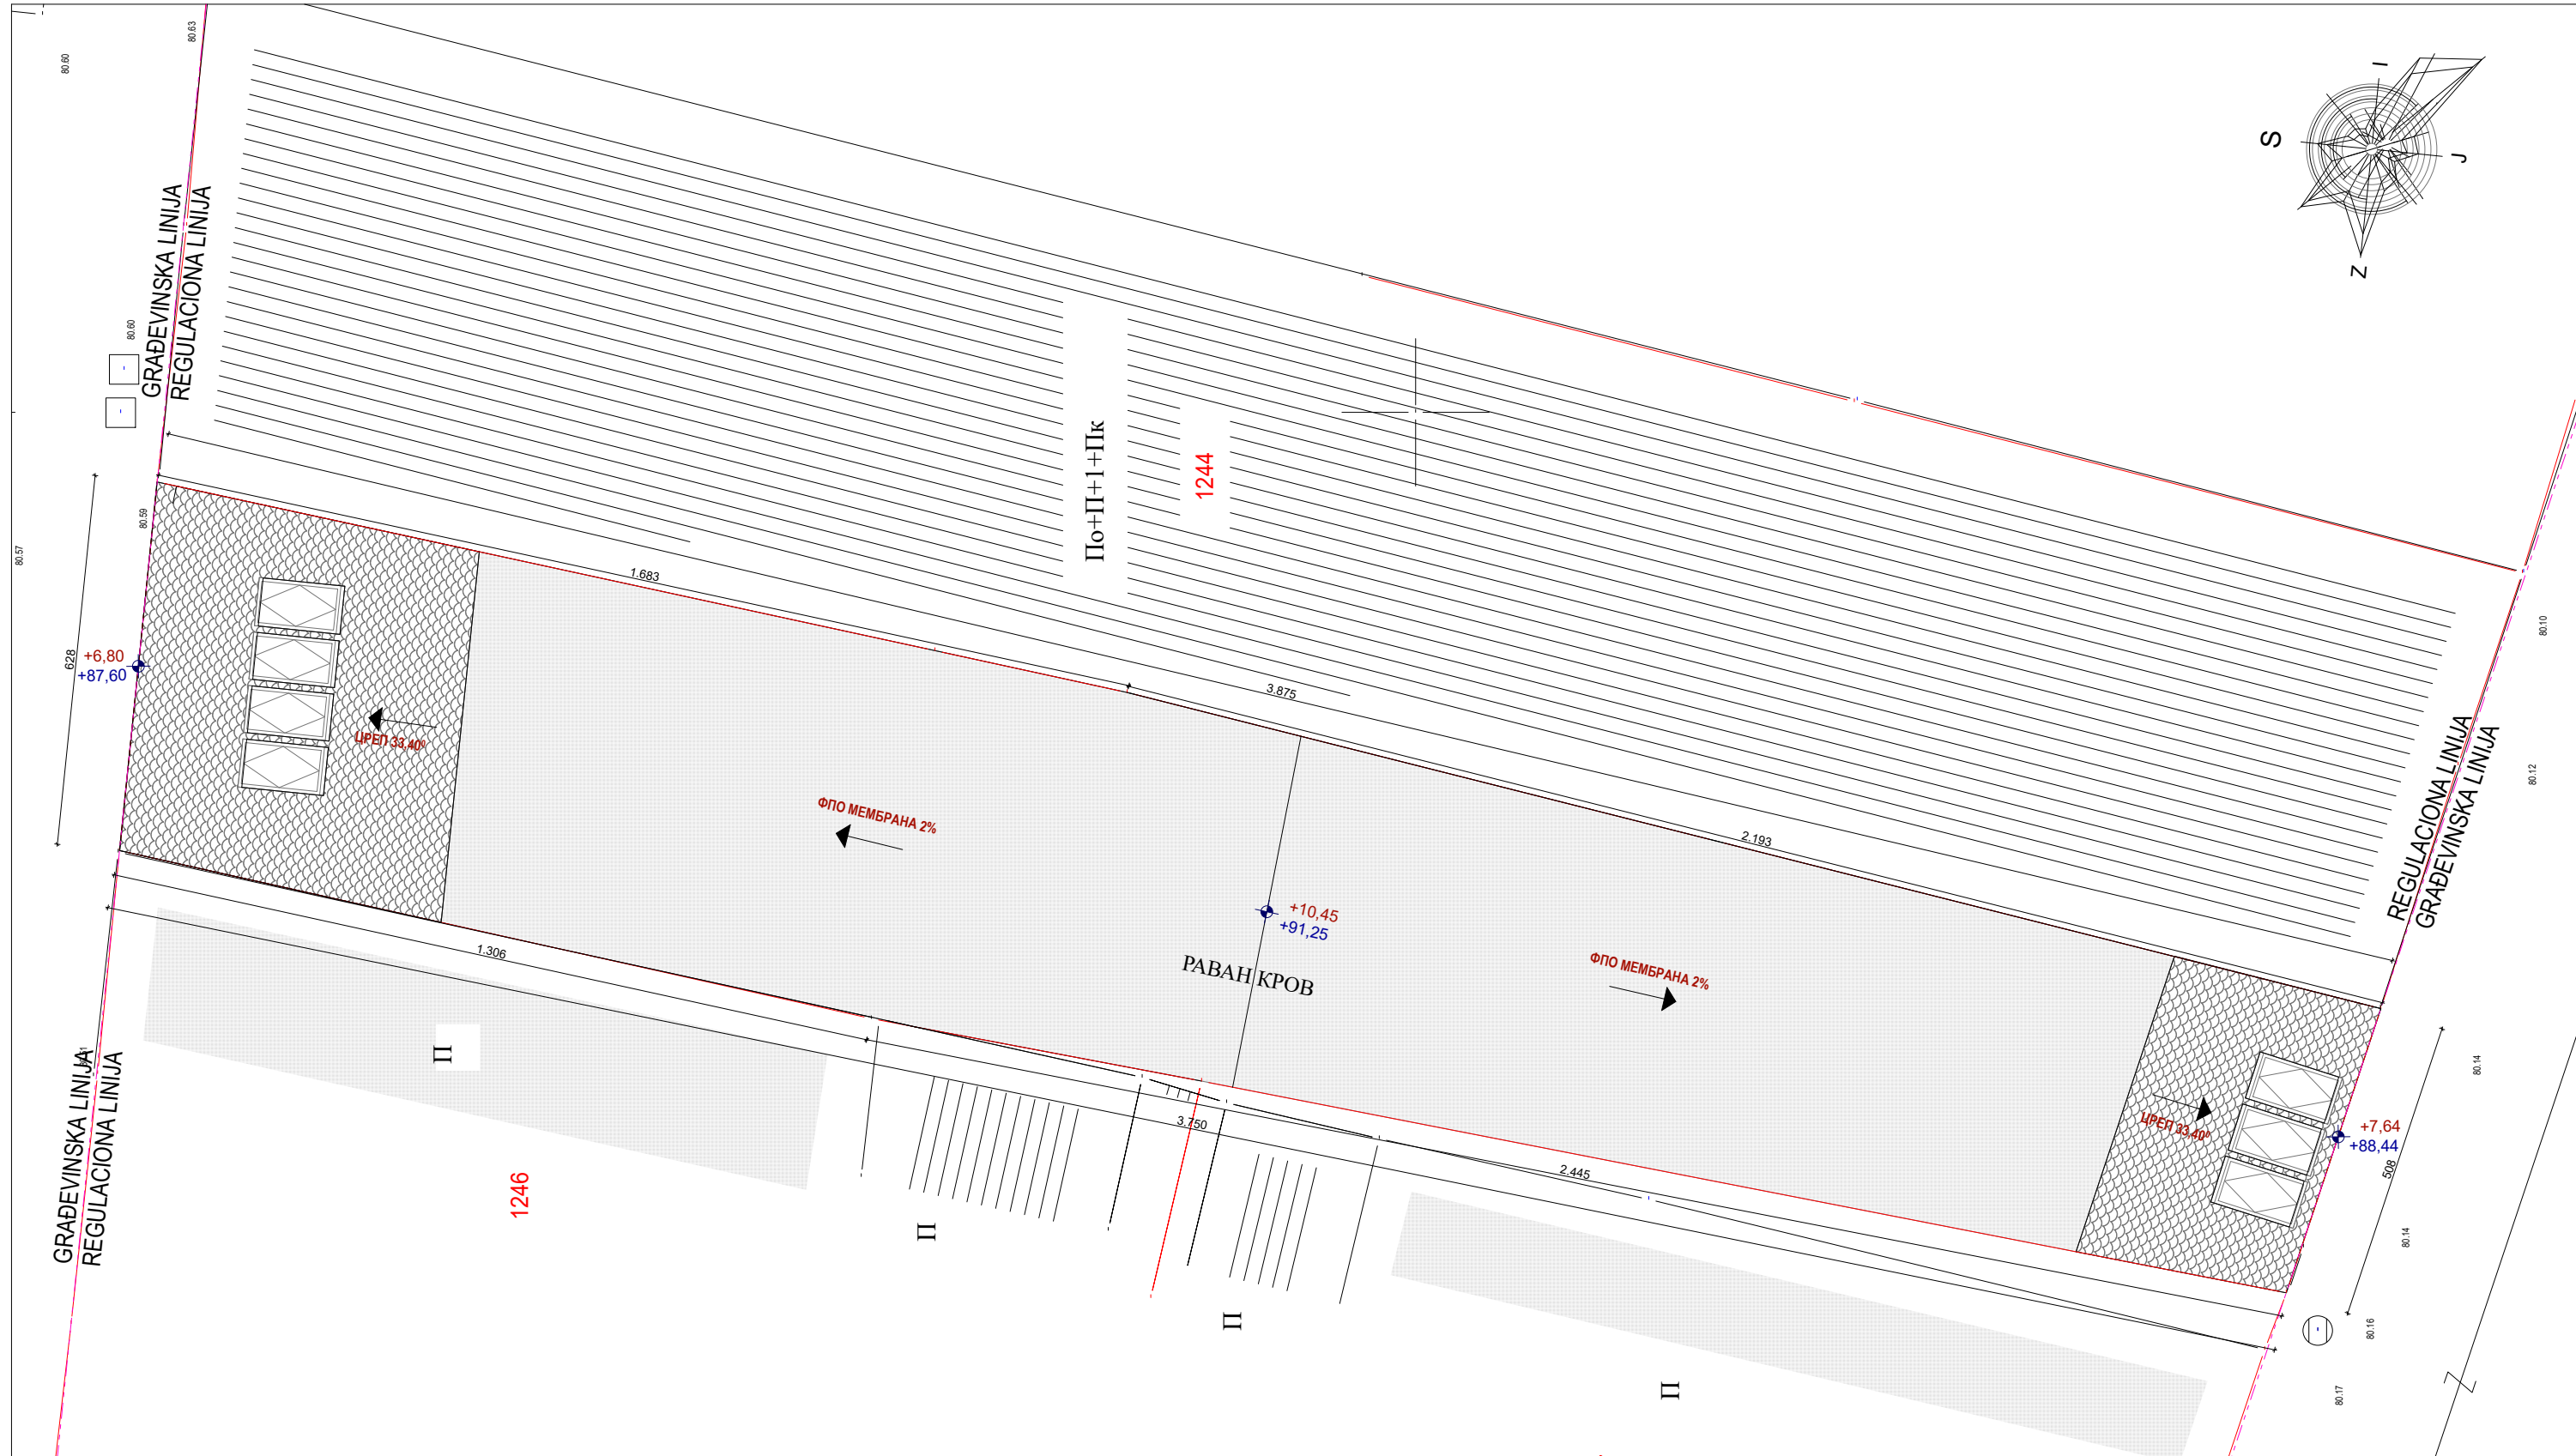 80.60
80.63
S
I
J
Z
GRAĐEVINSKA LINIJA
REGULACIONA LINIJA
80.60
По+П+1+Пк
1244
80.59
80.57
1.683
628
+6,80
+87,60
3.875
ЦРЕП 33,40⁰
ФПО МЕМБРАНА 2%
2.193
80.10
80.12
REGULACIONA LINIJA
GRAĐEVINSKA LINIJA
+10,45
+91,25
РАВАН КРОВ
ФПО МЕМБРАНА 2%
1.306
П
GRAĐEVINSKA LINIJA
REGULACIONA LINIJA
1246
3.750
П
П
2.445
П
ЦРЕП 33,40⁰
+7,64
+88,44
508
80.14
80.14
80.16
80.17